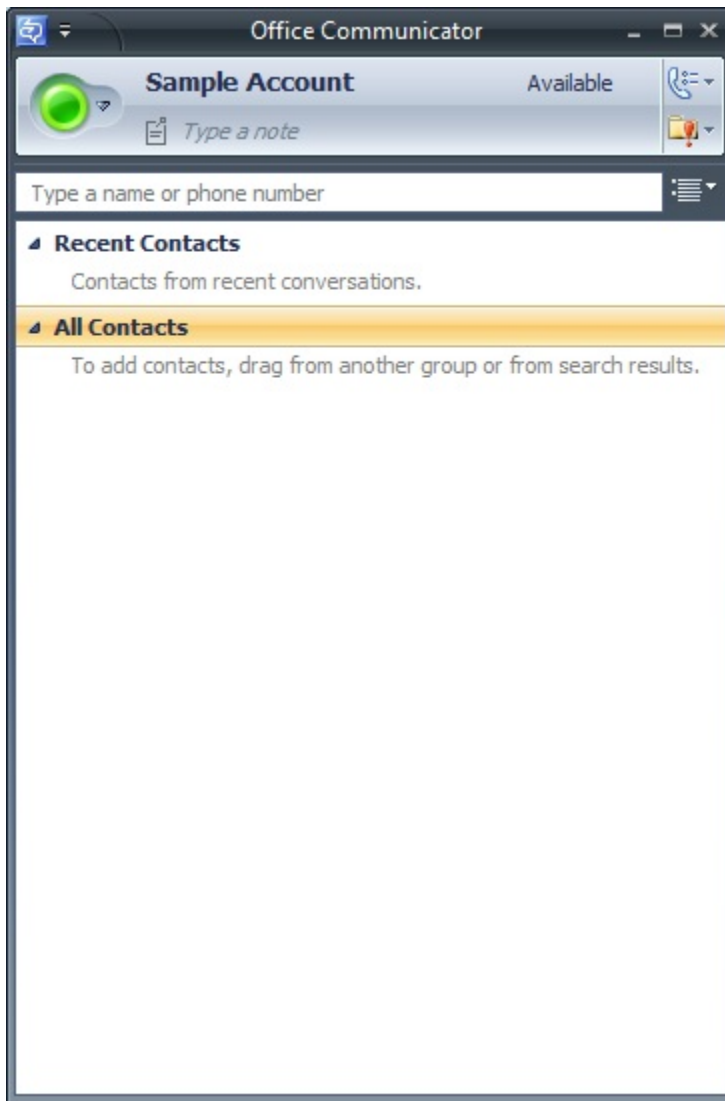 Office Communicator
Sample Account Available
Type a note
Type a name or phone number
Recent Contacts
Contacts from recent conversations.
All Contacts
To add contacts, drag from another group or from search results.